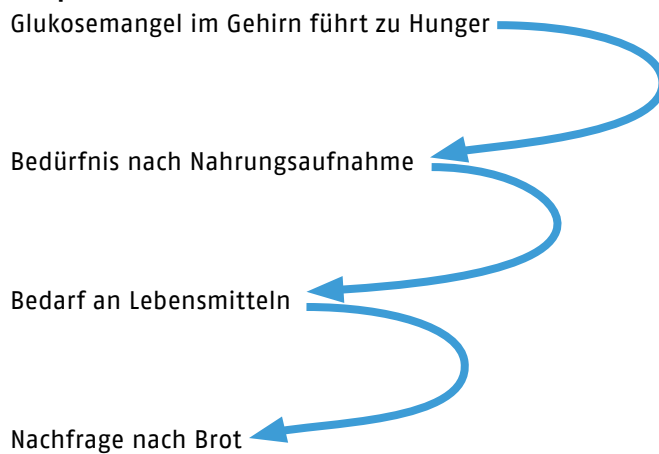 Glukosemangel im Gehirn führt zu Hunger
Bedürfnis nach Nahrungsaufnahme
Bedarf an Lebensmitteln
Nachfrage nach Brot